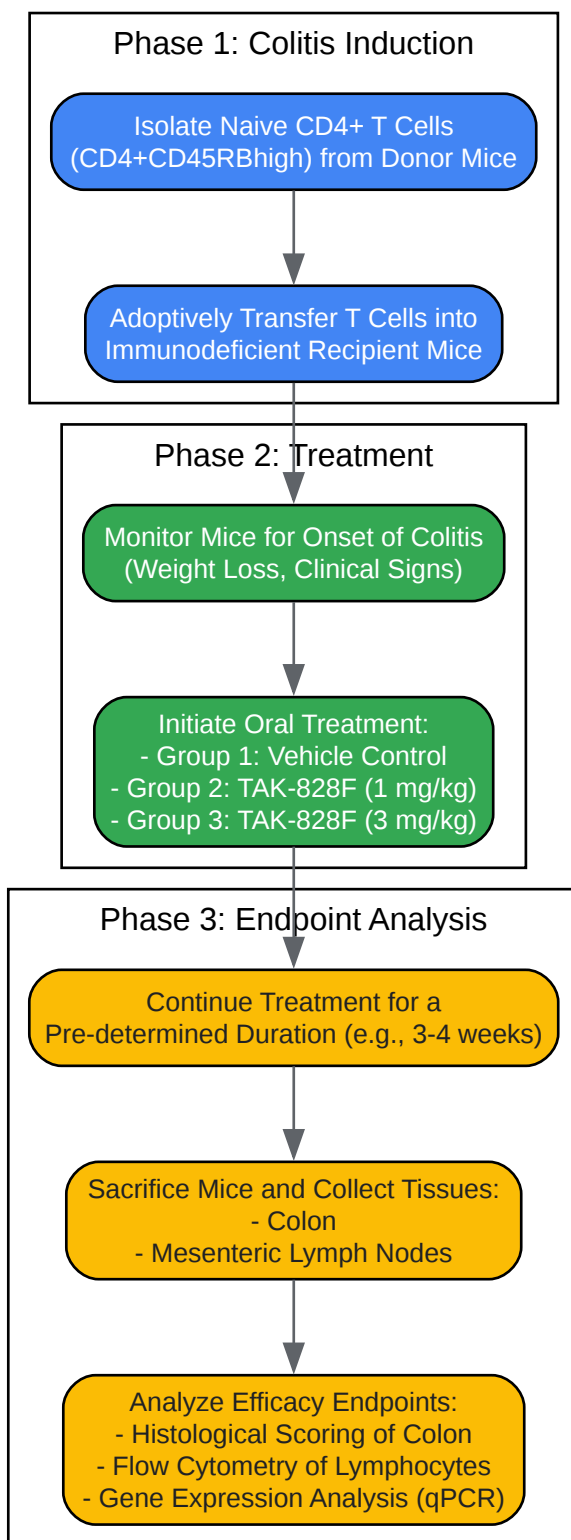 Phase 1: Colitis Induction
Isolate Naive CD4+ T Cells
(CD4+CD45RBhigh) from Donor Mice
Adoptively Transfer T Cells into
Immunodeficient Recipient Mice
Phase 2: Treatment
Monitor Mice for Onset of Colitis
(Weight Loss, Clinical Signs)
Initiate Oral Treatment:
- Group 1: Vehicle Control
- Group 2: TAK-828F (1 mg/kg)
- Group 3: TAK-828F (3 mg/kg)
Phase 3: Endpoint Analysis
Continue Treatment for a
Pre-determined Duration (e.g., 3-4 weeks)
Sacrifice Mice and Collect Tissues:
- Colon
- Mesenteric Lymph Nodes
Analyze Efficacy Endpoints:
- Histological Scoring of Colon
- Flow Cytometry of Lymphocytes
- Gene Expression Analysis (qPCR)